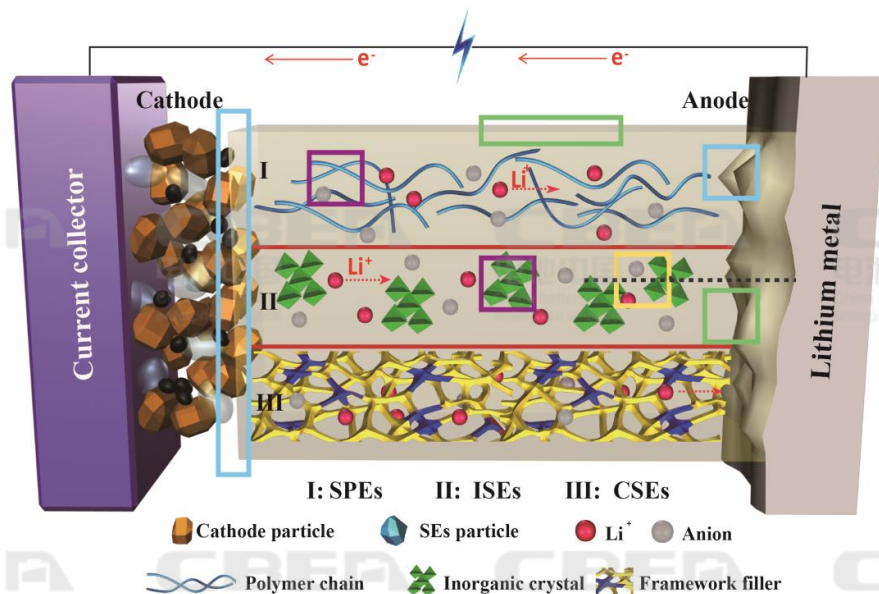 e⁻ e⁻
Cathode Anode
Current collector
Lithium metal
I
Li⁺
Li⁺
II
III
I: SPEs II: ISEs III: CSEs
Cathode particle SEs particle Li⁺ Anion
Polymer chain Inorganic crystal Framework filler
CBEA